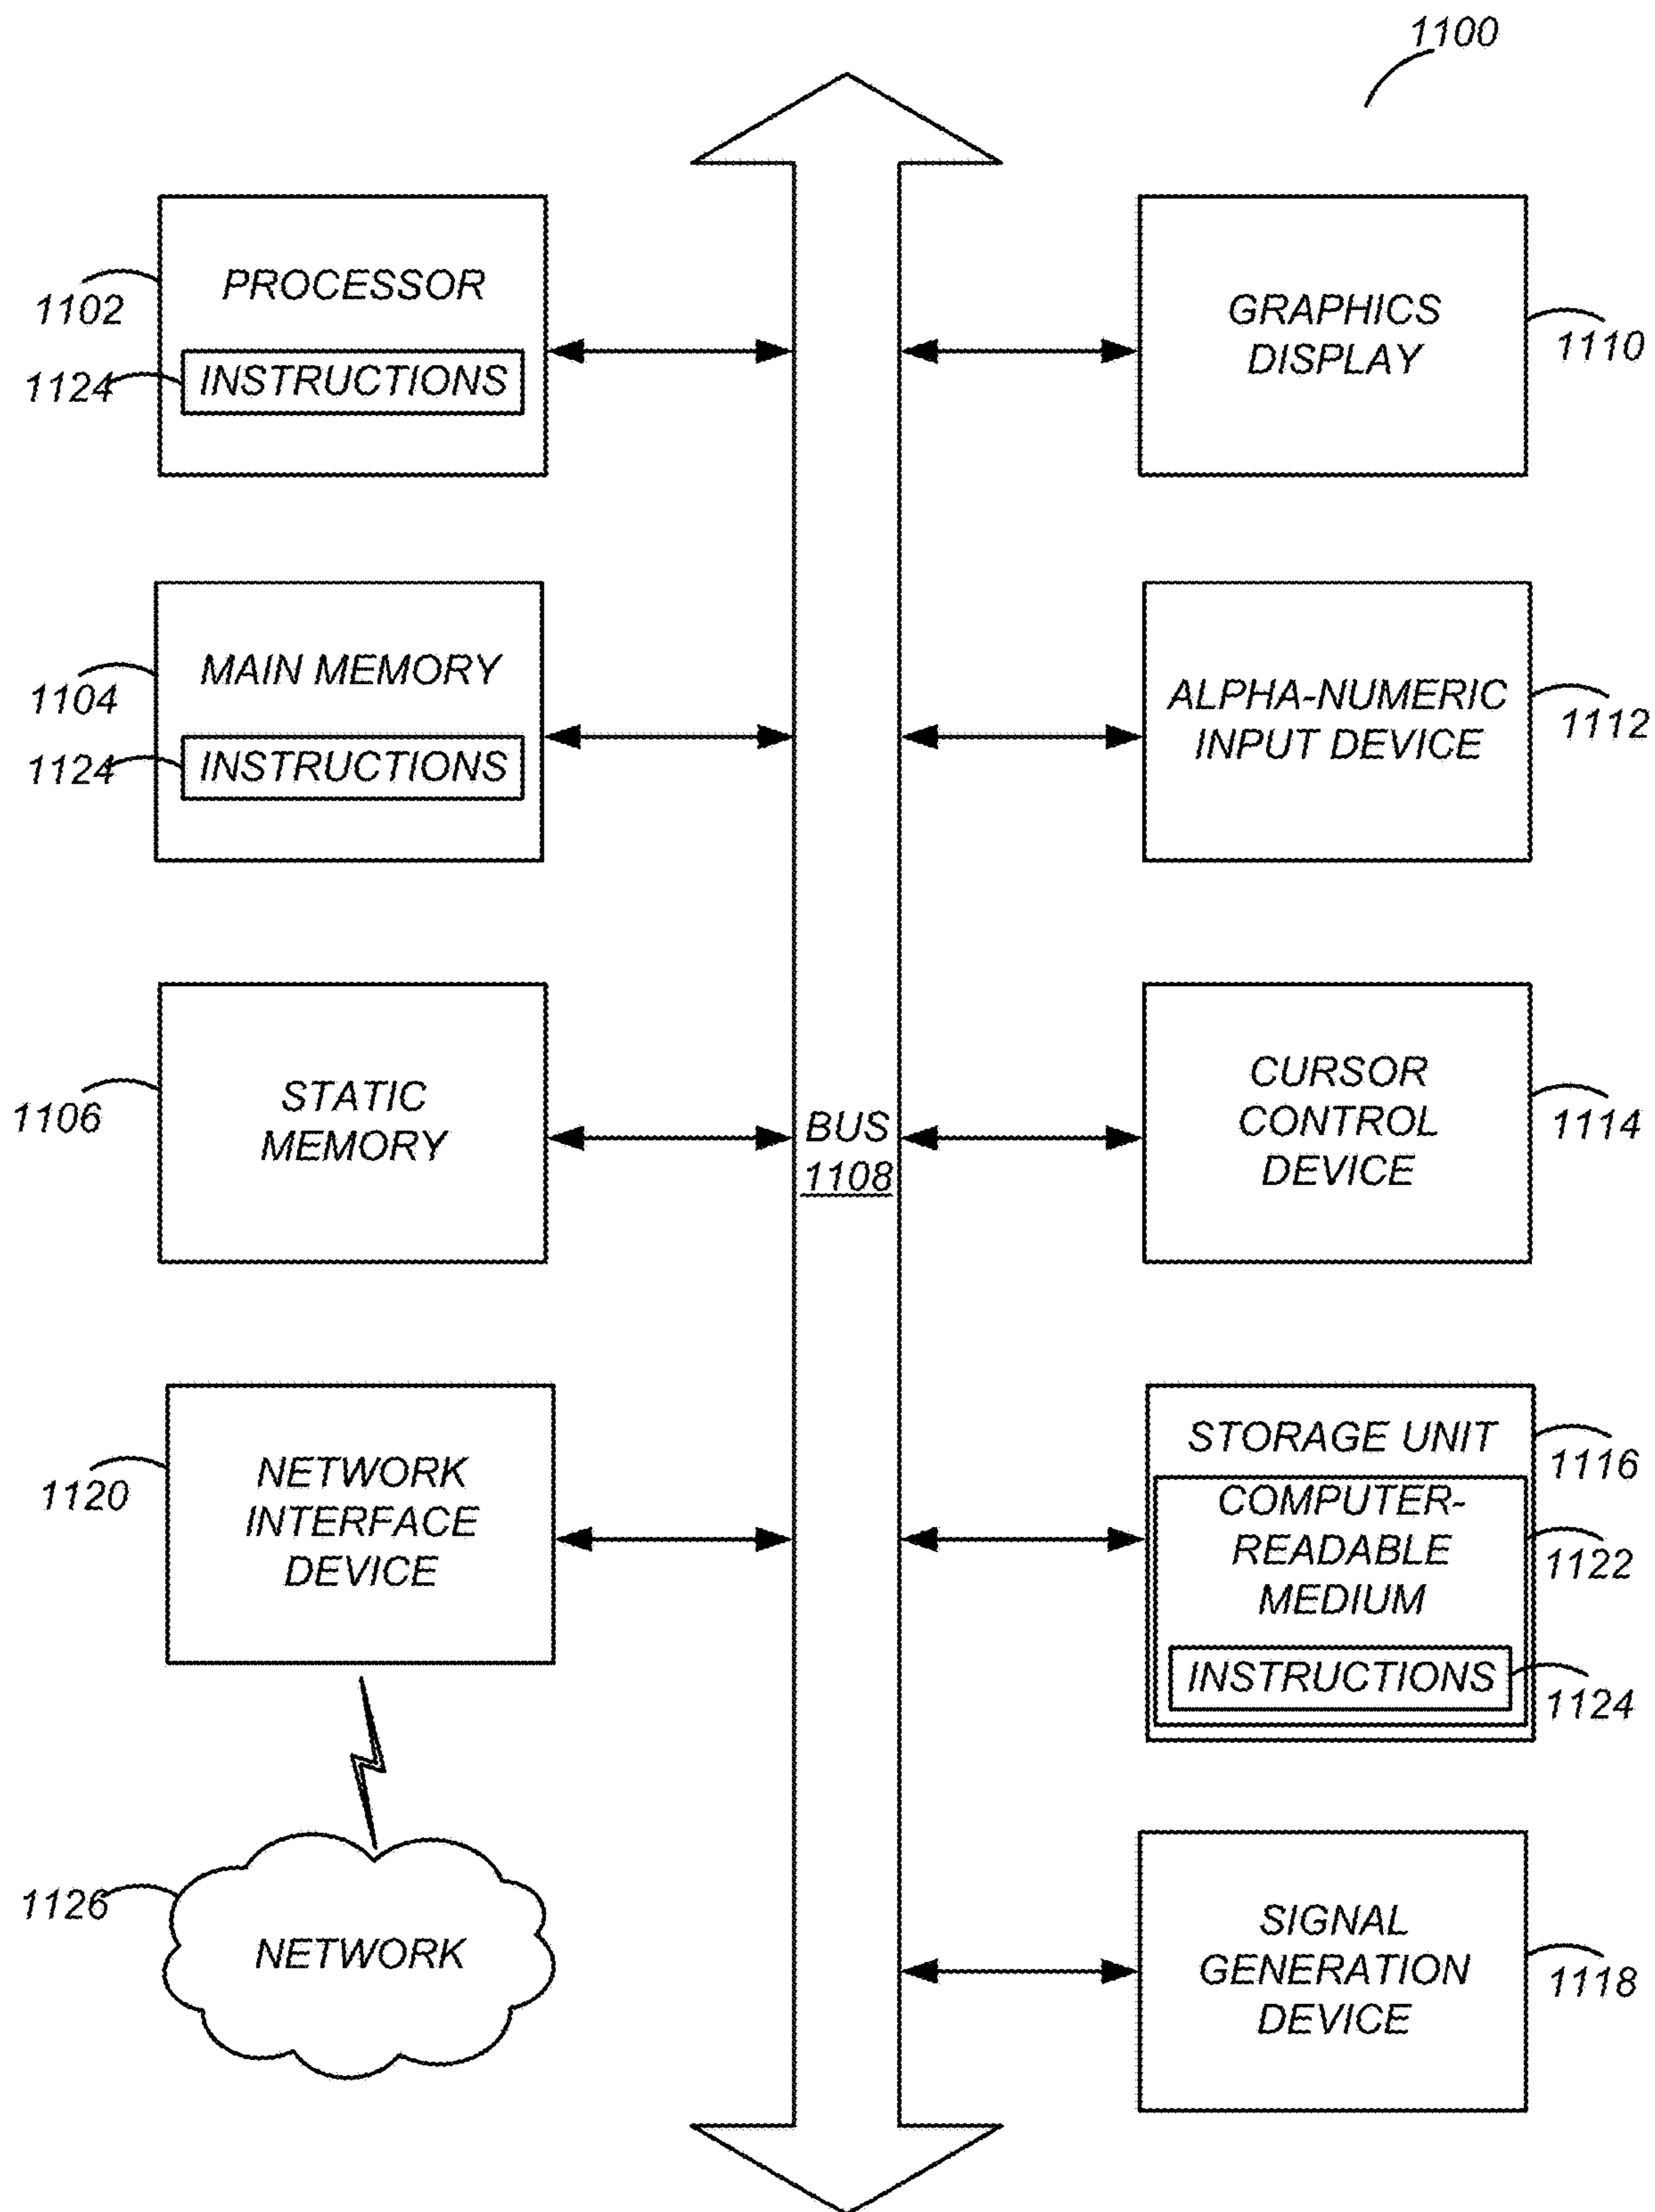 1100
PROCESSOR
1102
INSTRUCTIONS
1124
GRAPHICS
DISPLAY
1110
MAIN MEMORY
1104
INSTRUCTIONS
1124
ALPHA-NUMERIC
INPUT DEVICE
1112
STATIC
MEMORY
1106
BUS
1108
CURSOR
CONTROL
DEVICE
1114
NETWORK
INTERFACE
DEVICE
1120
STORAGE UNIT
1116
COMPUTER-
READABLE
MEDIUM
1122
INSTRUCTIONS
1124
1126
NETWORK
SIGNAL
GENERATION
DEVICE
1118